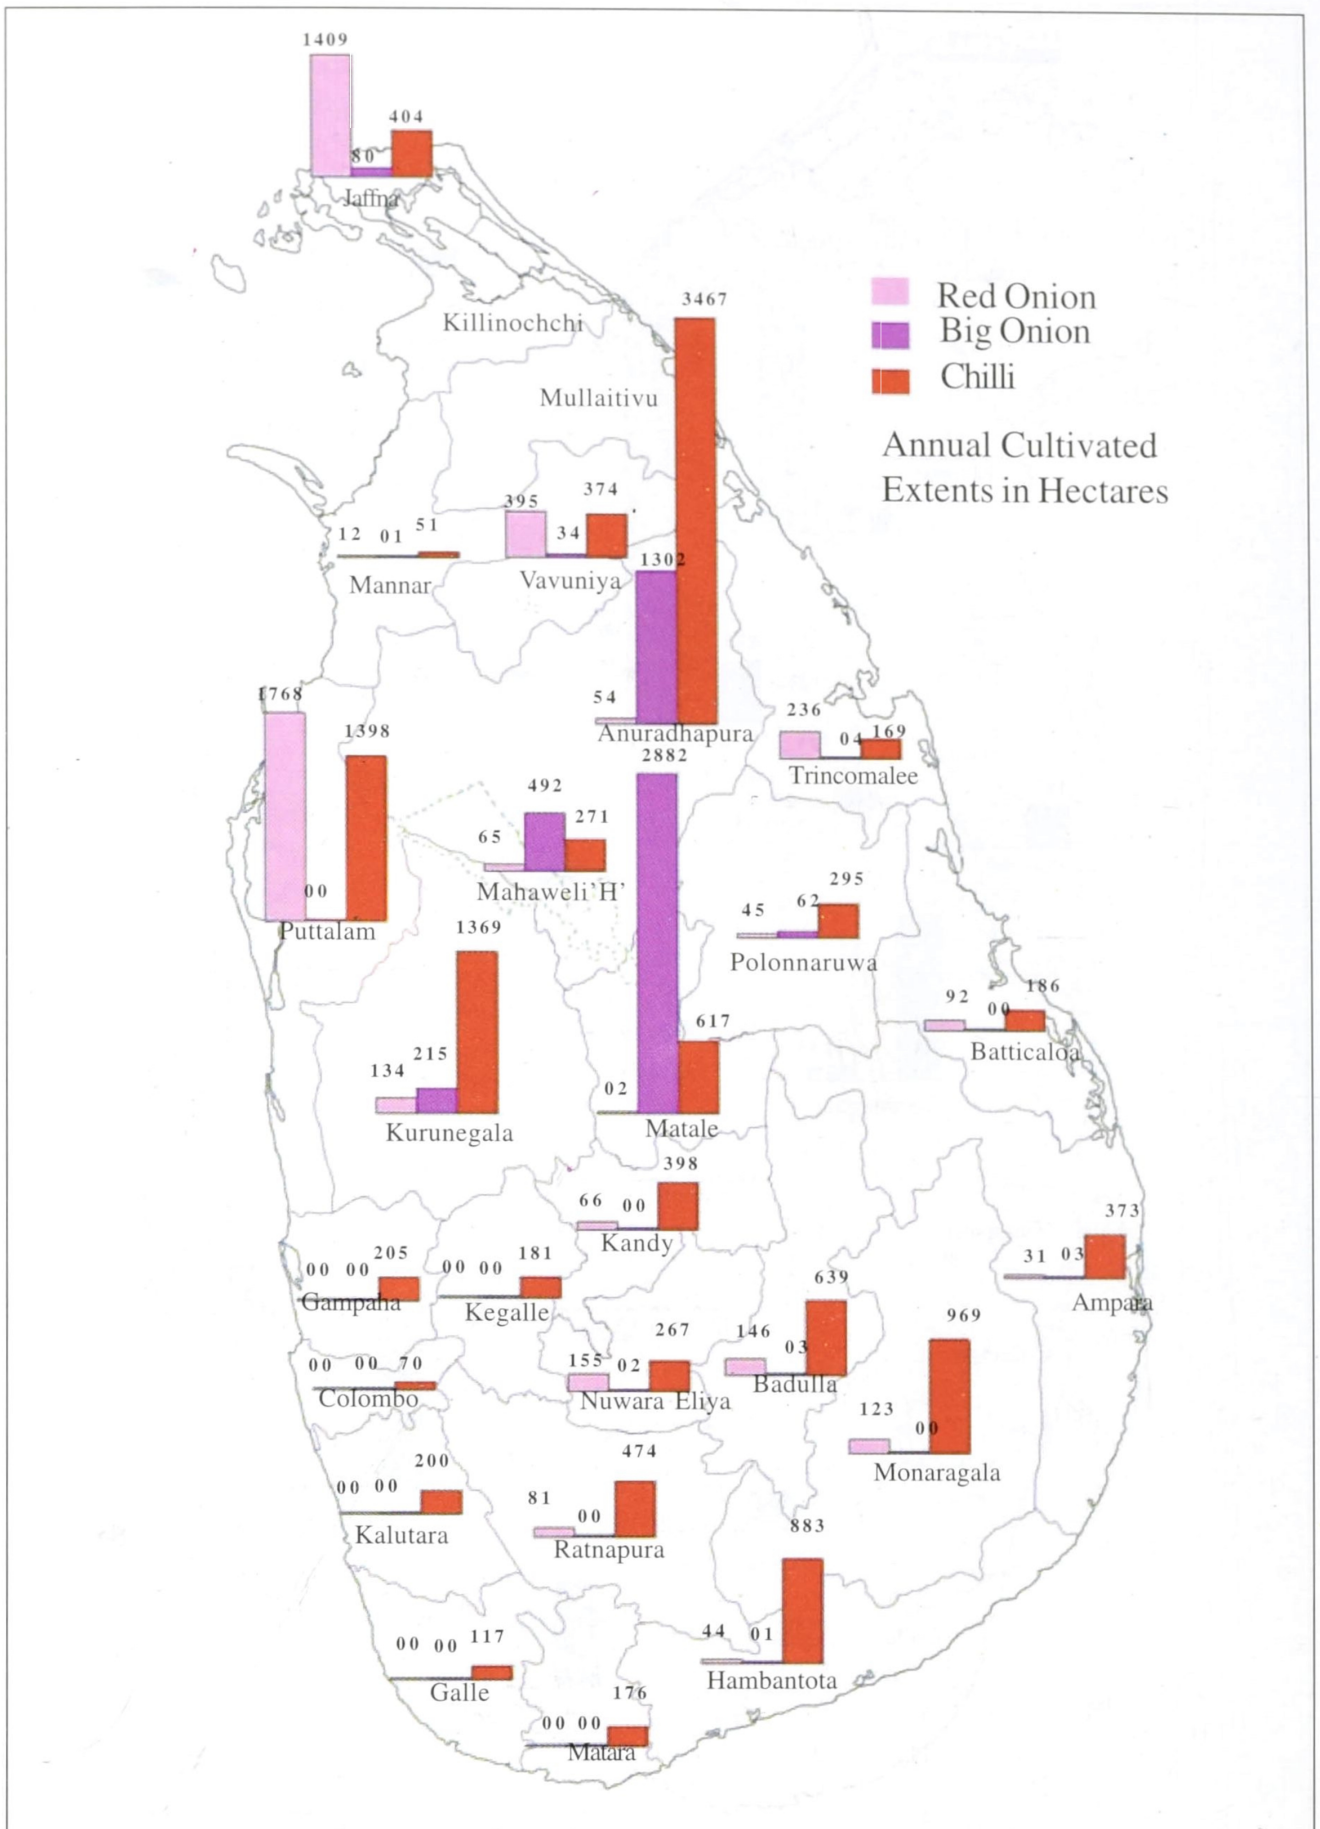 1409
404
80
Jaffna
Killinochchi
3467
Red Onion
Big Onion
Chilli
Mullaitivu
Annual Cultivated
Extents in Hectares
12 01 51
Mannar
395 34 374
Vavuniya
54 1302
Anuradhapura
1768 00 1398
Puttalam
236 04 169
Trincomalee
65 492 271
Mahaweli'H'
2882
02 617
Matale
45 62 295
Polonnaruwa
134 215 1369
Kurunegala
92 00 186
Batticaloa
66 00 398
Kandy
00 00 205
Gampaha
00 00 181
Kegalle
31 03 373
Ampara
155 02 267
Nuwara Eliya
146 03 639
Badulla
123 00 969
Monaragala
00 00 70
Colombo
00 00 200
Kalutara
81 00 474
Ratnapura
44 01 883
Hambantota
00 00 117
Galle
00 00 176
Matara